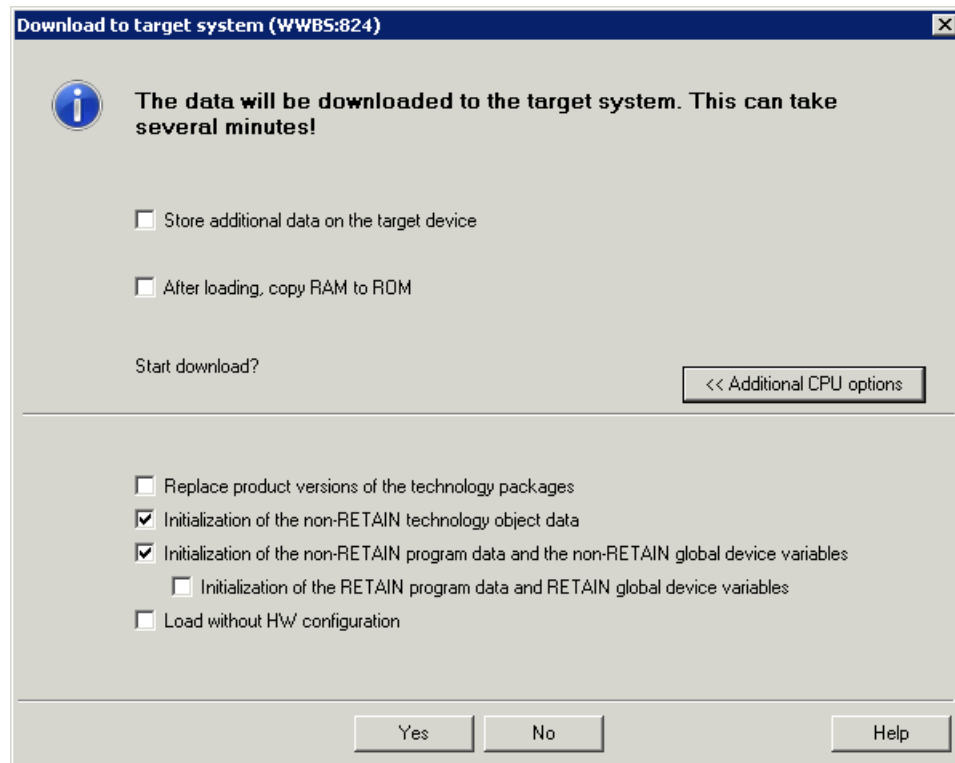 Download to target system (WWBS:824)
The data will be downloaded to the target system. This can take
several minutes!
Store additional data on the target device
After loading, copy RAM to ROM
Start download?
<< Additional CPU options
Replace product versions of the technology packages
Initialization of the non-RETAIN technology object data
Initialization of the non-RETAIN program data and the non-RETAIN global device variables
Initialization of the RETAIN program data and RETAIN global device variables
Load without HW configuration
Yes
No
Help